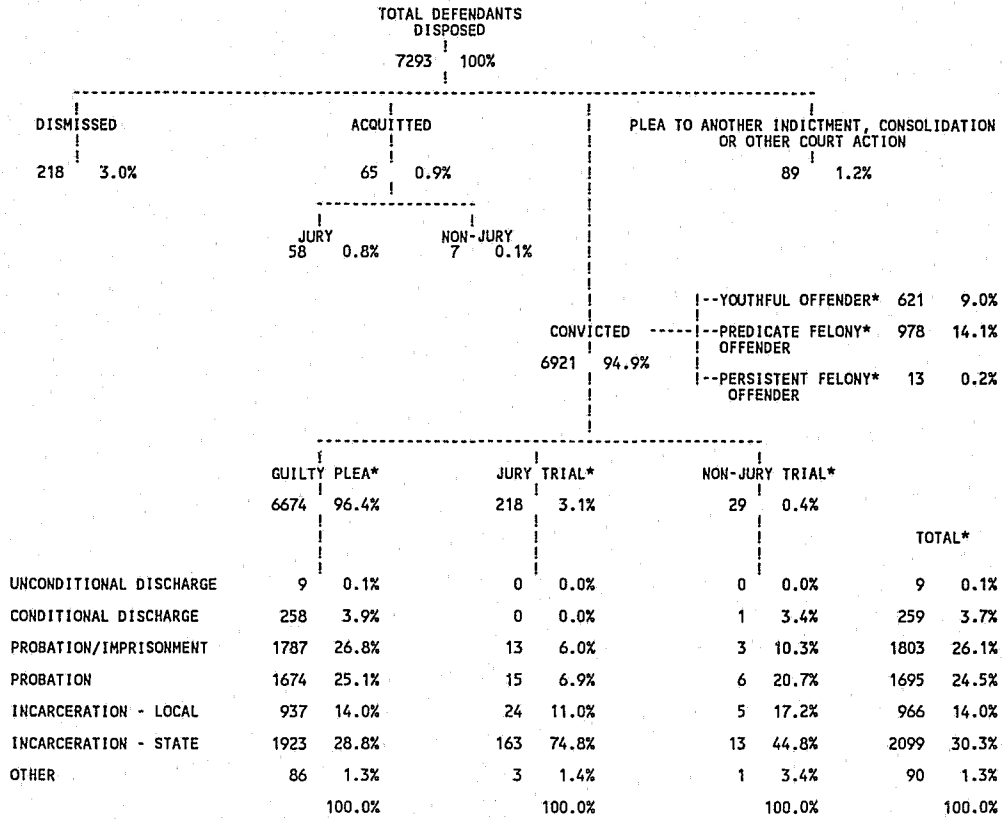 TOTAL DEFENDANTS
DISPOSED
7293 100%
DISMISSED ACQUITTED PLEA TO ANOTHER INDICTMENT, CONSOLIDATION
OR OTHER COURT ACTION
218 3.0% 65 0.9% 89 1.2%
JURY NON-JURY
58 0.8% 7 0.1%
--YOUTHFUL OFFENDER* 621 9.0%
CONVICTED -----!--PREDICATE FELONY* 978 14.1%
OFFENDER
6921 94.9%
--PERSISTENT FELONY* 13 0.2%
OFFENDER
GUILTY PLEA* JURY TRIAL* NON-JURY TRIAL*
6674 96.4% 218 3.1% 29 0.4%
TOTAL*
UNCONDITIONAL DISCHARGE 9 0.1% 0 0.0% 0 0.0% 9 0.1%
CONDITIONAL DISCHARGE 258 3.9% 0 0.0% 1 3.4% 259 3.7%
PROBATION/IMPRISONMENT 1787 26.8% 13 6.0% 3 10.3% 1803 26.1%
PROBATION 1674 25.1% 15 6.9% 6 20.7% 1695 24.5%
INCARCERATION - LOCAL 937 14.0% 24 11.0% 5 17.2% 966 14.0%
INCARCERATION - STATE 1923 28.8% 163 74.8% 13 44.8% 2099 30.3%
OTHER 86 1.3% 3 1.4% 1 3.4% 90 1.3%
100.0% 100.0% 100.0% 100.0%